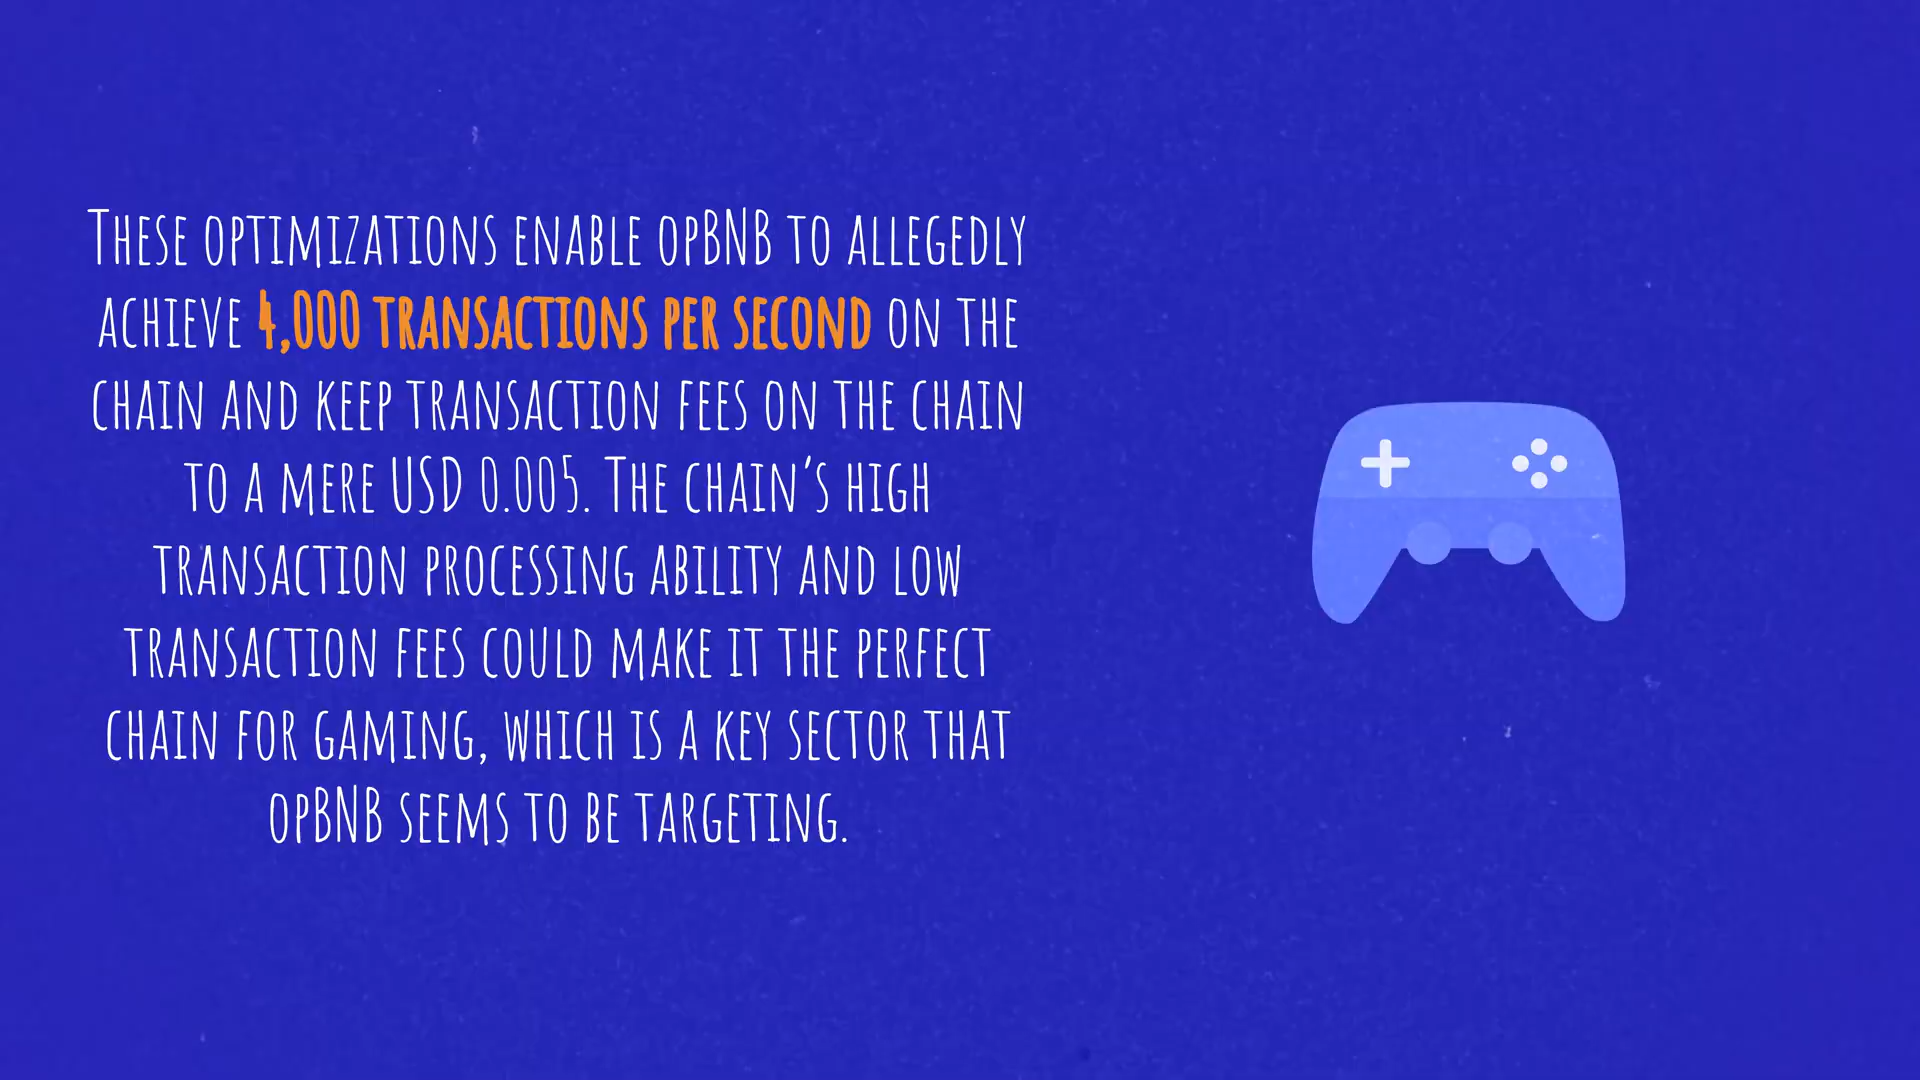 These optimizations enable opBNB to allegedly
achieve 4,000 transactions per second on the
chain and keep transaction fees on the chain
to a mere USD 0.005. The chain’s high
transaction processing ability and low
transaction fees could make it the perfect
chain for gaming, which is a key sector that
opBNB seems to be targeting.